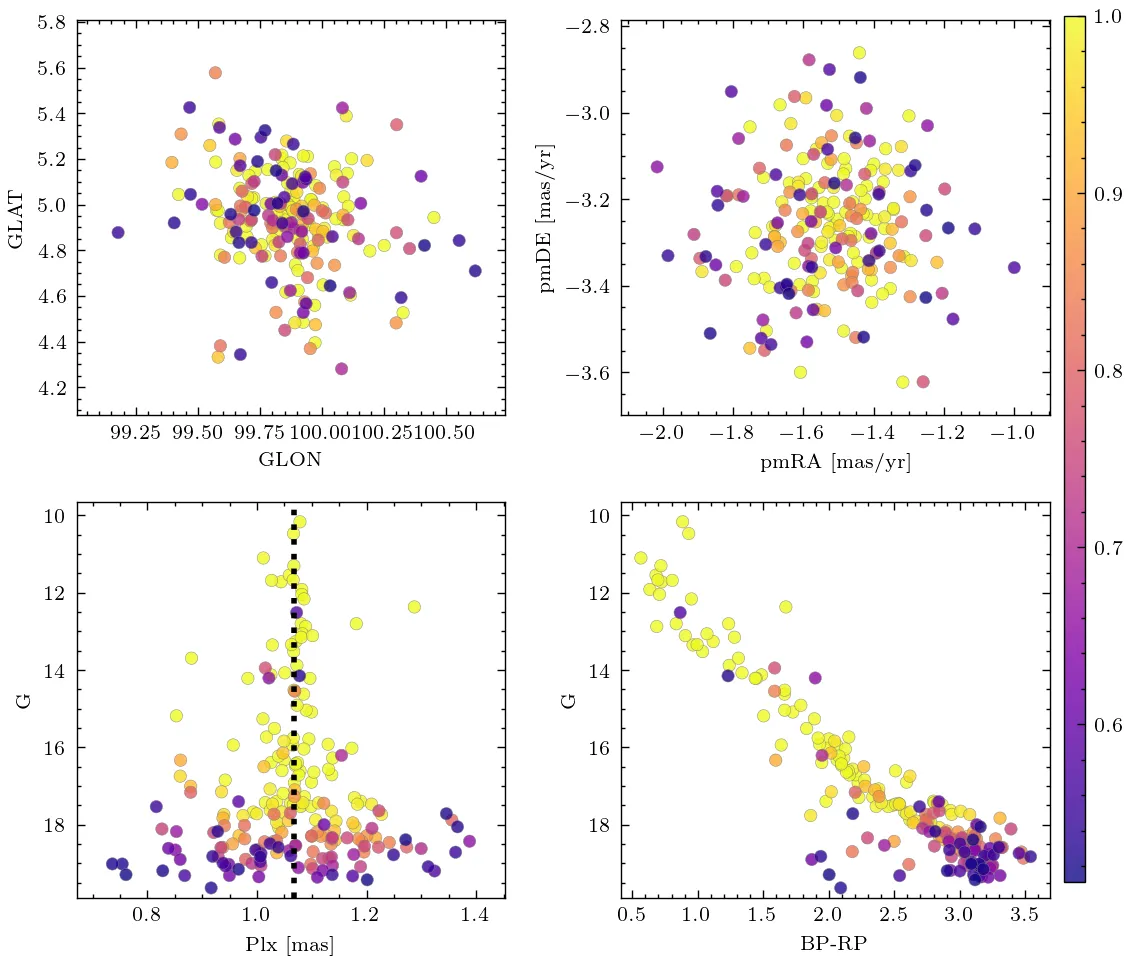 5.8
5.6
5.4
5.2
5.0
4.8
4.6
4.4
4.2
GLAT
99.25 99.50 99.75 100.00 100.25 100.50
GLON
−2.8
−3.0
−3.2
−3.4
−3.6
pmDE [mas/yr]
−2.0 −1.8 −1.6 −1.4 −1.2 −1.0
pmRA [mas/yr]
1.0
0.9
0.8
0.7
0.6
10
12
14
16
18
G
0.8 1.0 1.2 1.4
Plx [mas]
10
12
14
16
18
G
0.5 1.0 1.5 2.0 2.5 3.0 3.5
BP-RP